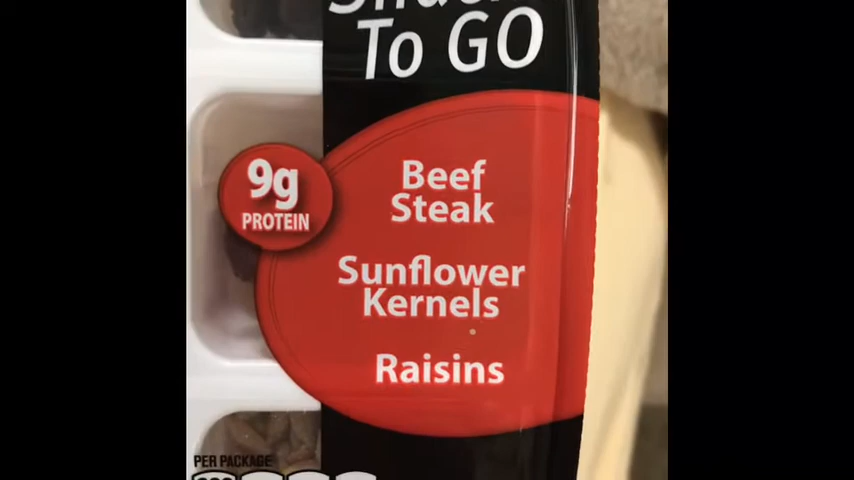 To GO
9g
PROTEIN
Beef
Steak
Sunflower
Kernels
Raisins
PER PACKAGE